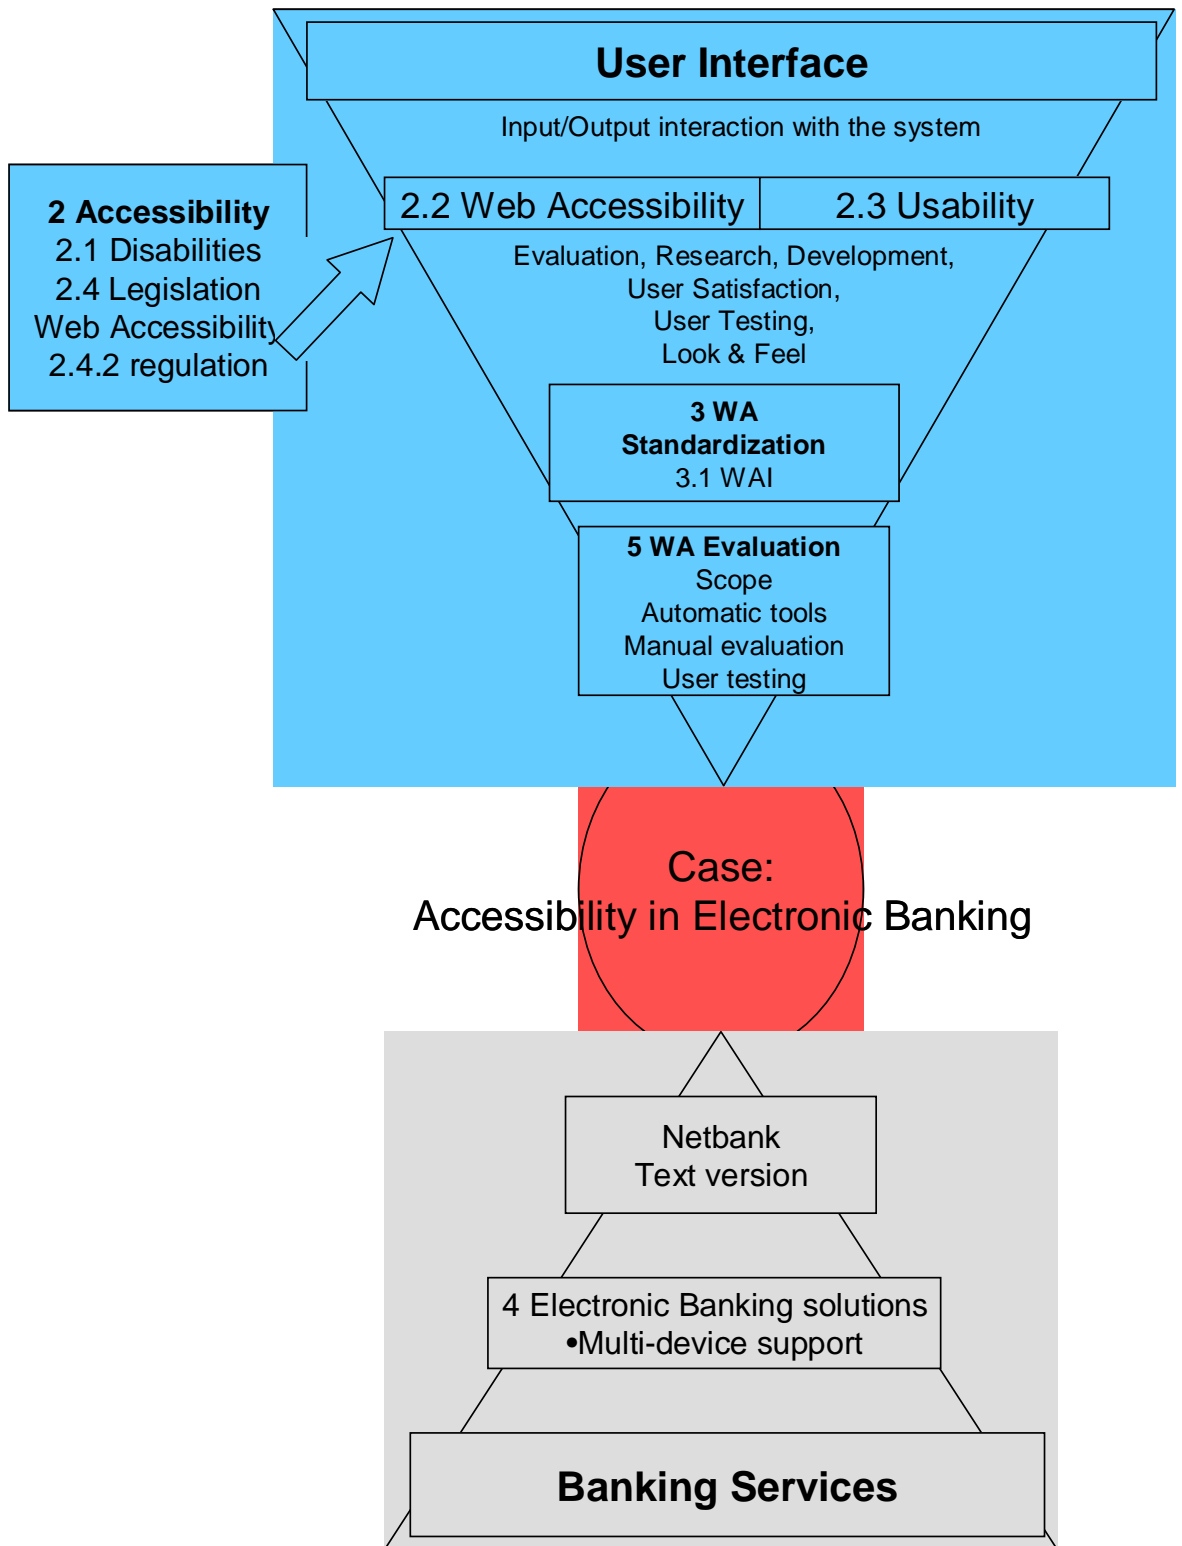 User Interface
Input/Output interaction with the system
2 Accessibility
2.1 Disabilities
2.4 Legislation
Web Accessibility
2.4.2 regulation
2.2 Web Accessibility
2.3 Usability
Evaluation, Research, Development,
User Satisfaction,
User Testing,
Look & Feel
3 WA
Standardization
3.1 WAI
5 WA Evaluation
Scope
Automatic tools
Manual evaluation
User testing
Case:
Accessibility in Electronic Banking
Netbank
Text version
4 Electronic Banking solutions
•Multi-device support
Banking Services